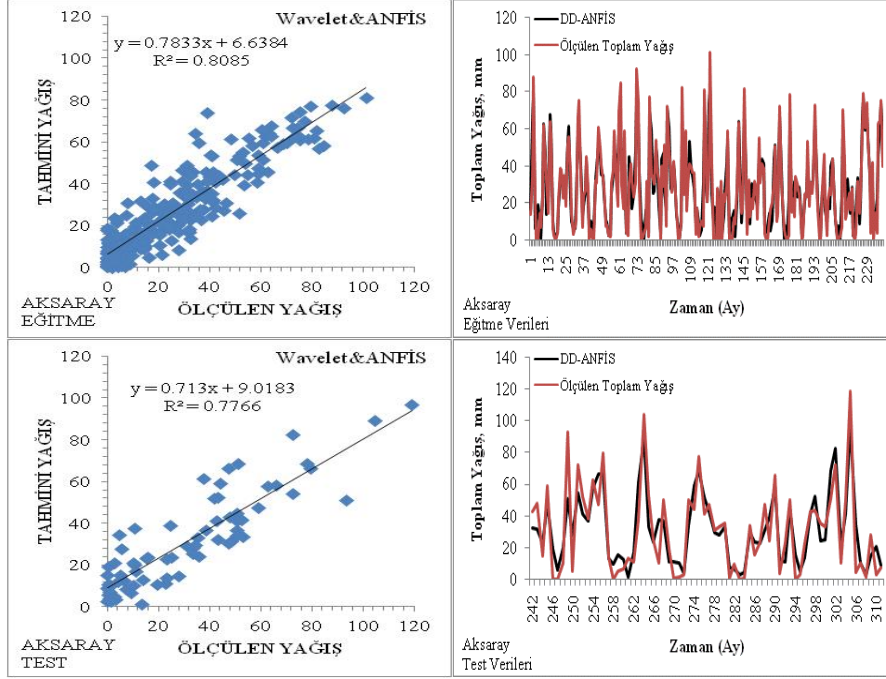 Wavelet&ANFİS
y = 0.7833x + 6.6384
R² = 0.8085
TAHMİNİ YAĞIŞ
120
100
80
60
40
20
0
0 20 40 60 80 100 120
AKSARAY
EĞİTME
ÖLÇÜLEN YAĞIŞ
DD-ANFİS
Ölçülen Toplam Yağış
Toplam Yağış, mm
120
100
80
60
40
20
0
1 13 25 37 49 61 73 85 97 109 121 133 145 157 169 181 193 205 217 229
Aksaray
Eğitme Verileri
Zaman (Ay)
Wavelet&ANFİS
y = 0.713x + 9.0183
R² = 0.7766
TAHMİNİ YAĞIŞ
120
100
80
60
40
20
0
0 20 40 60 80 100 120
AKSARAY
TEST
ÖLÇÜLEN YAĞIŞ
DD-ANFİS
Ölçülen Toplam Yağış
Toplam Yağış, mm
140
120
100
80
60
40
20
0
242 246 250 254 258 262 266 270 274 278 282 286 290 294 298 302 306 310
Aksaray
Test Verileri
Zaman (Ay)